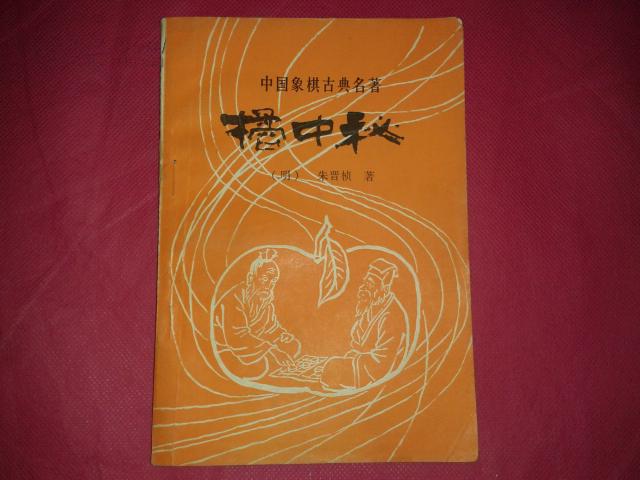 中国象棋古典名著
橘中秘
（明） 朱晋桢 著